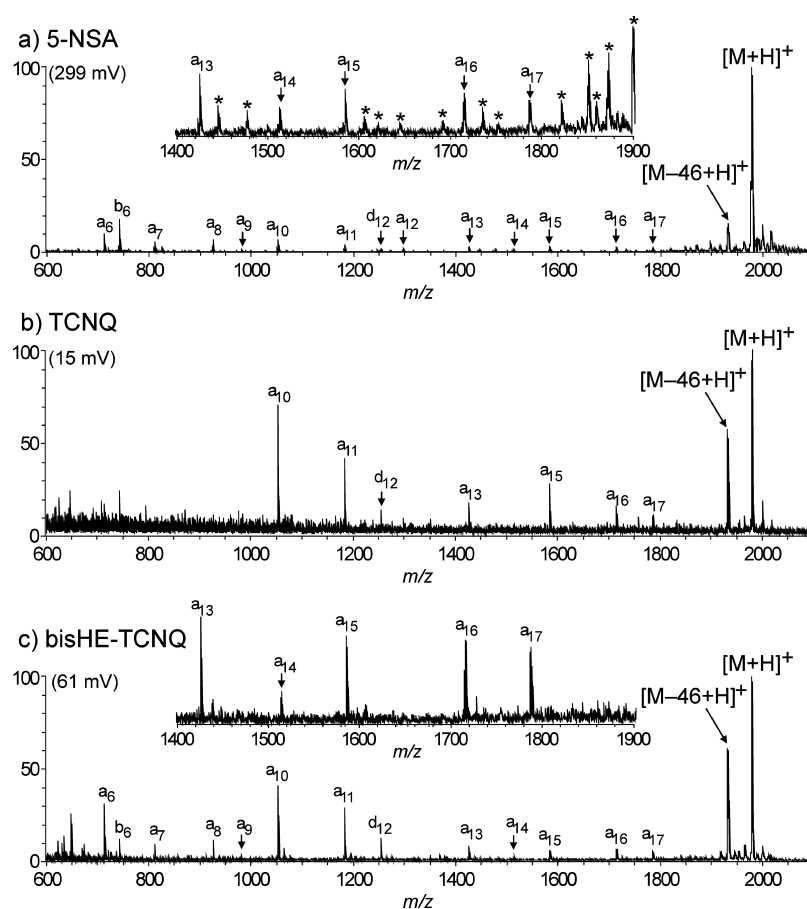 a) 5-NSA
(299 mV)
a13 * * a14 a15 * * * * a16 * * a17 * * * * *
1400 1500 1600 1700 1800 1900
m/z
[M+H]+
[M–46+H]+
100
50
0
a6 b6 a7 a8 a9 a10 a11 d12 a12 a13 a14 a15 a16 a17
600 800 1000 1200 1400 1600 1800 2000
m/z
b) TCNQ
(15 mV)
[M+H]+
[M–46+H]+
100
50
0
a10 a11 d12 a13 a15 a16 a17
600 800 1000 1200 1400 1600 1800 2000
m/z
c) bisHE-TCNQ
(61 mV)
a13 a14 a15 a16 a17
1400 1500 1600 1700 1800 1900
m/z
[M+H]+
[M–46+H]+
100
50
0
a6 b6 a7 a8 a9 a10 a11 d12 a13 a14 a15 a16 a17
600 800 1000 1200 1400 1600 1800 2000
m/z